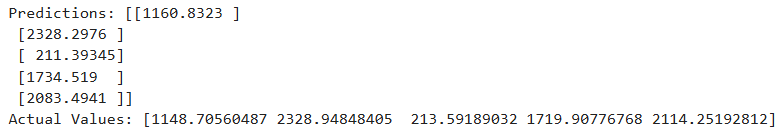 Predictions: [[1160.8323 ]
 [2328.2976 ]
 [ 211.39345]
 [1734.519  ]
 [2083.4941 ]]
Actual Values: [1148.70560487 2328.94848405  213.59189032 1719.90776768 2114.25192812]